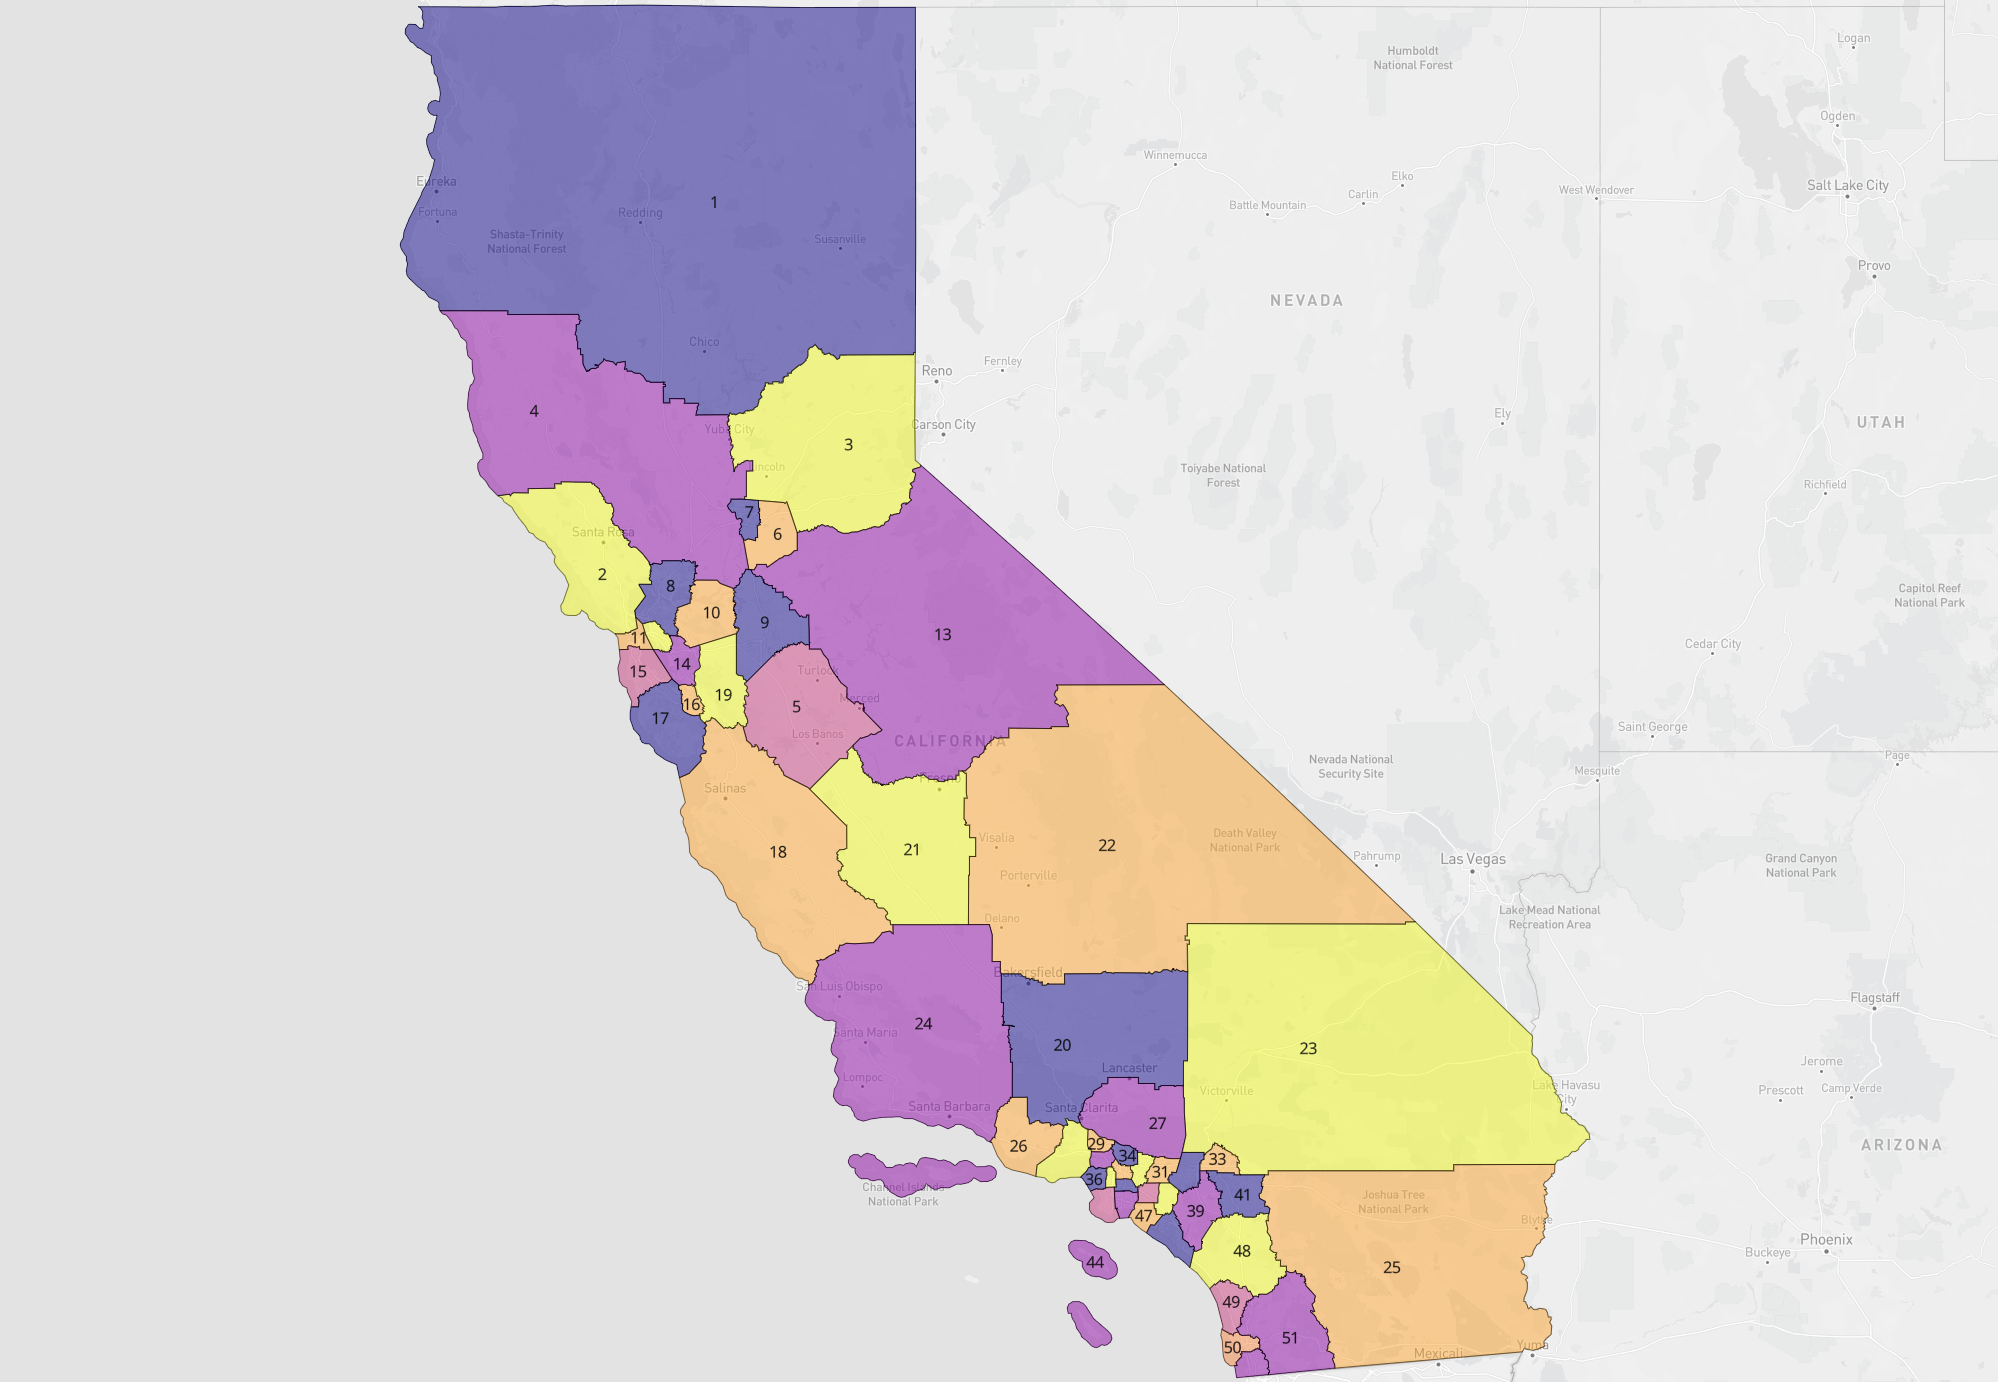 Logan
Humboldt
National Forest
Ogden
Winnemucca
Elko
Salt Lake City
West Wendover
Carlin
Battle Mountain
Eureka
1
Fortuna
Redding
Shasta-Trinity
National Forest
Susanville
Provo
NEVADA
Chico
Reno
Fernley
4
Ely
Carson City
UTAH
Yuba City
3
Toiyabe National
Forest
Lincoln
Richfield
7
Santa Rosa
6
2
8
Capitol Reef
National Park
10
9
11
13
Cedar City
14
15
Turlock
19
Merced
16
5
17
Los Banos
CALIFORNIA
Saint George
Page
Nevada National
Security Site
Mesquite
Fresno
Salinas
Visalia
Death Valley
National Park
22
18
21
Pahrump
Las Vegas
Grand Canyon
National Park
Porterville
Delano
Lake Mead National
Recreation Area
Bakersfield
San Luis Obispo
Flagstaff
24
Santa Maria
20
23
Jerome
Lancaster
Lompoc
Victorville
Lake Havasu
City
Prescott
Camp Verde
Santa Barbara
Santa Clarita
27
26
29
ARIZONA
34
33
31
Channel Islands
National Park
36
41
Joshua Tree
National Park
39
47
Blythe
Phoenix
48
Buckeye
44
25
49
51
50
Mexicali
Yuma